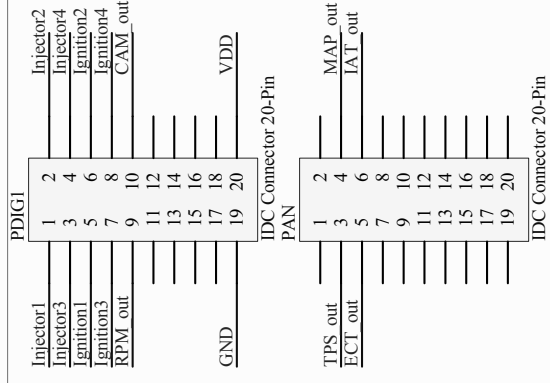 PDIG1
Injector1 1 2 Injector2
Injector3 3 4 Injector4
Ignition1 5 6 Ignition2
Ignition3 7 8 Ignition4
RPM_out 9 10 CAM_out
11 12
13 14
15 16
17 18
GND 19 20 VDD
IDC Connector 20-Pin
PAN
1 2
TPS_out 3 4 MAP_out
ECT_out 5 6 IAT_out
7 8
9 10
11 12
13 14
15 16
17 18
19 20
IDC Connector 20-Pin